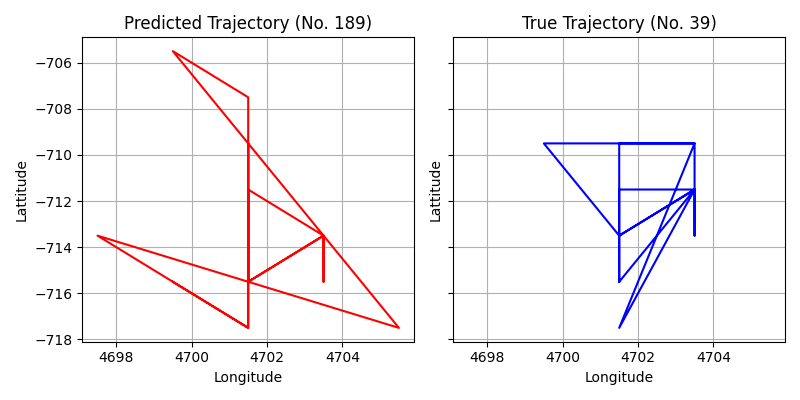 Predicted Trajectory (No. 189)
True Trajectory (No. 39)
−706
−708
−710
−712
−714
−716
−718
Lattitude
Lattitude
4698 4700 4702 4704
4698 4700 4702 4704
Longitude
Longitude